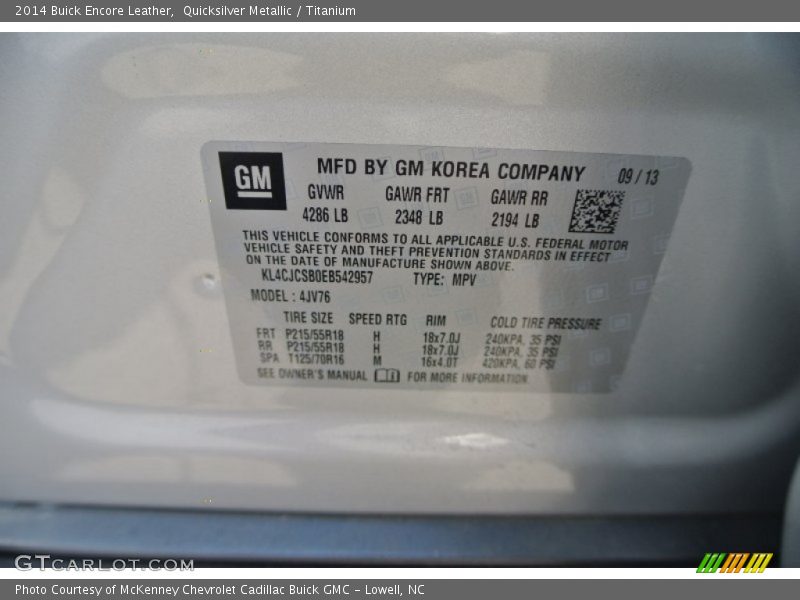 2014 Buick Encore Leather,  Quicksilver Metallic / Titanium
GM
MFD BY GM KOREA COMPANY 09 / 13
GVWR GAWR FRT GAWR RR
4286 LB 2348 LB 2194 LB
THIS VEHICLE CONFORMS TO ALL APPLICABLE U.S. FEDERAL MOTOR
VEHICLE SAFETY AND THEFT PREVENTION STANDARDS IN EFFECT
ON THE DATE OF MANUFACTURE SHOWN ABOVE.
KL4CJCSB0EB542957 TYPE: MPV
MODEL : 4JV76
TIRE SIZE SPEED RTG RIM COLD TIRE PRESSURE
FRT P215/55R18 H 18x7.0J 240KPA, 35 PSI
RR P215/55R18 H 18x7.0J 240KPA, 35 PSI
SPA T125/70R16 M 16x4.0T 420KPA, 60 PSI
SEE OWNER'S MANUAL FOR MORE INFORMATION.
GTCARLOT.COM
Photo Courtesy of McKenney Chevrolet Cadillac Buick GMC - Lowell, NC